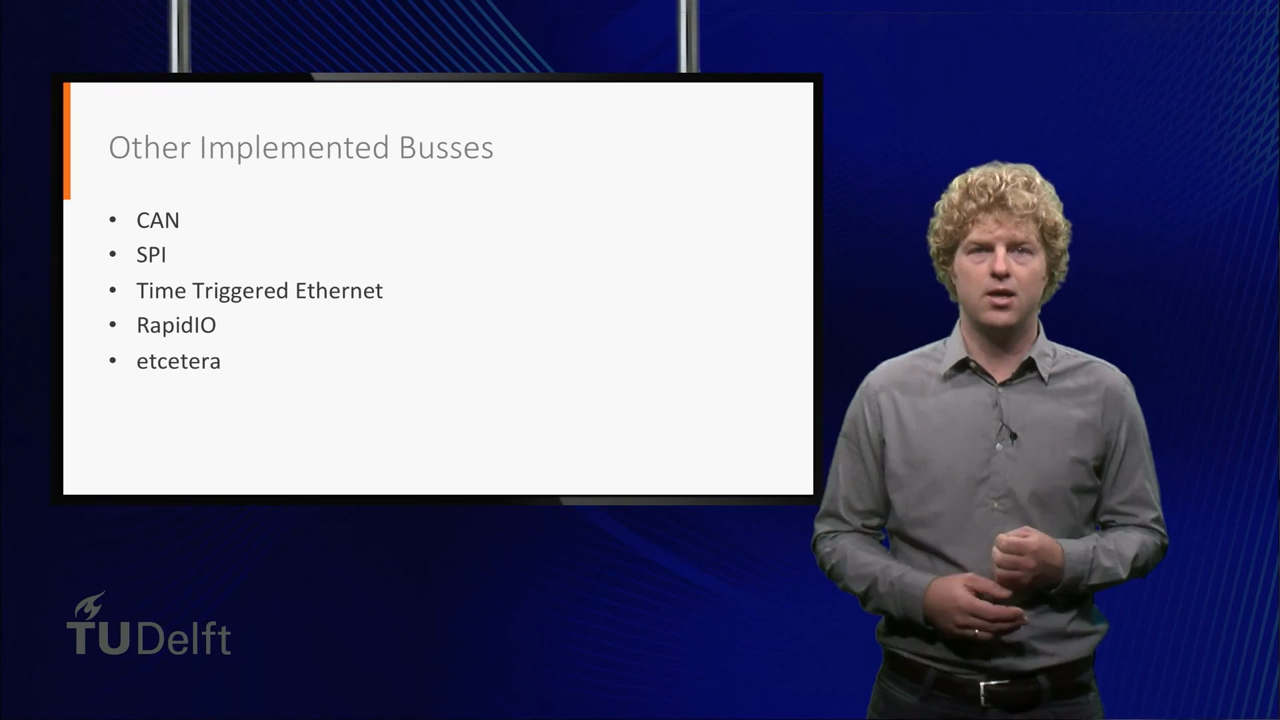 Other Implemented Busses
• CAN
• SPI
• Time Triggered Ethernet
• RapidIO
• etcetera
TUDelft